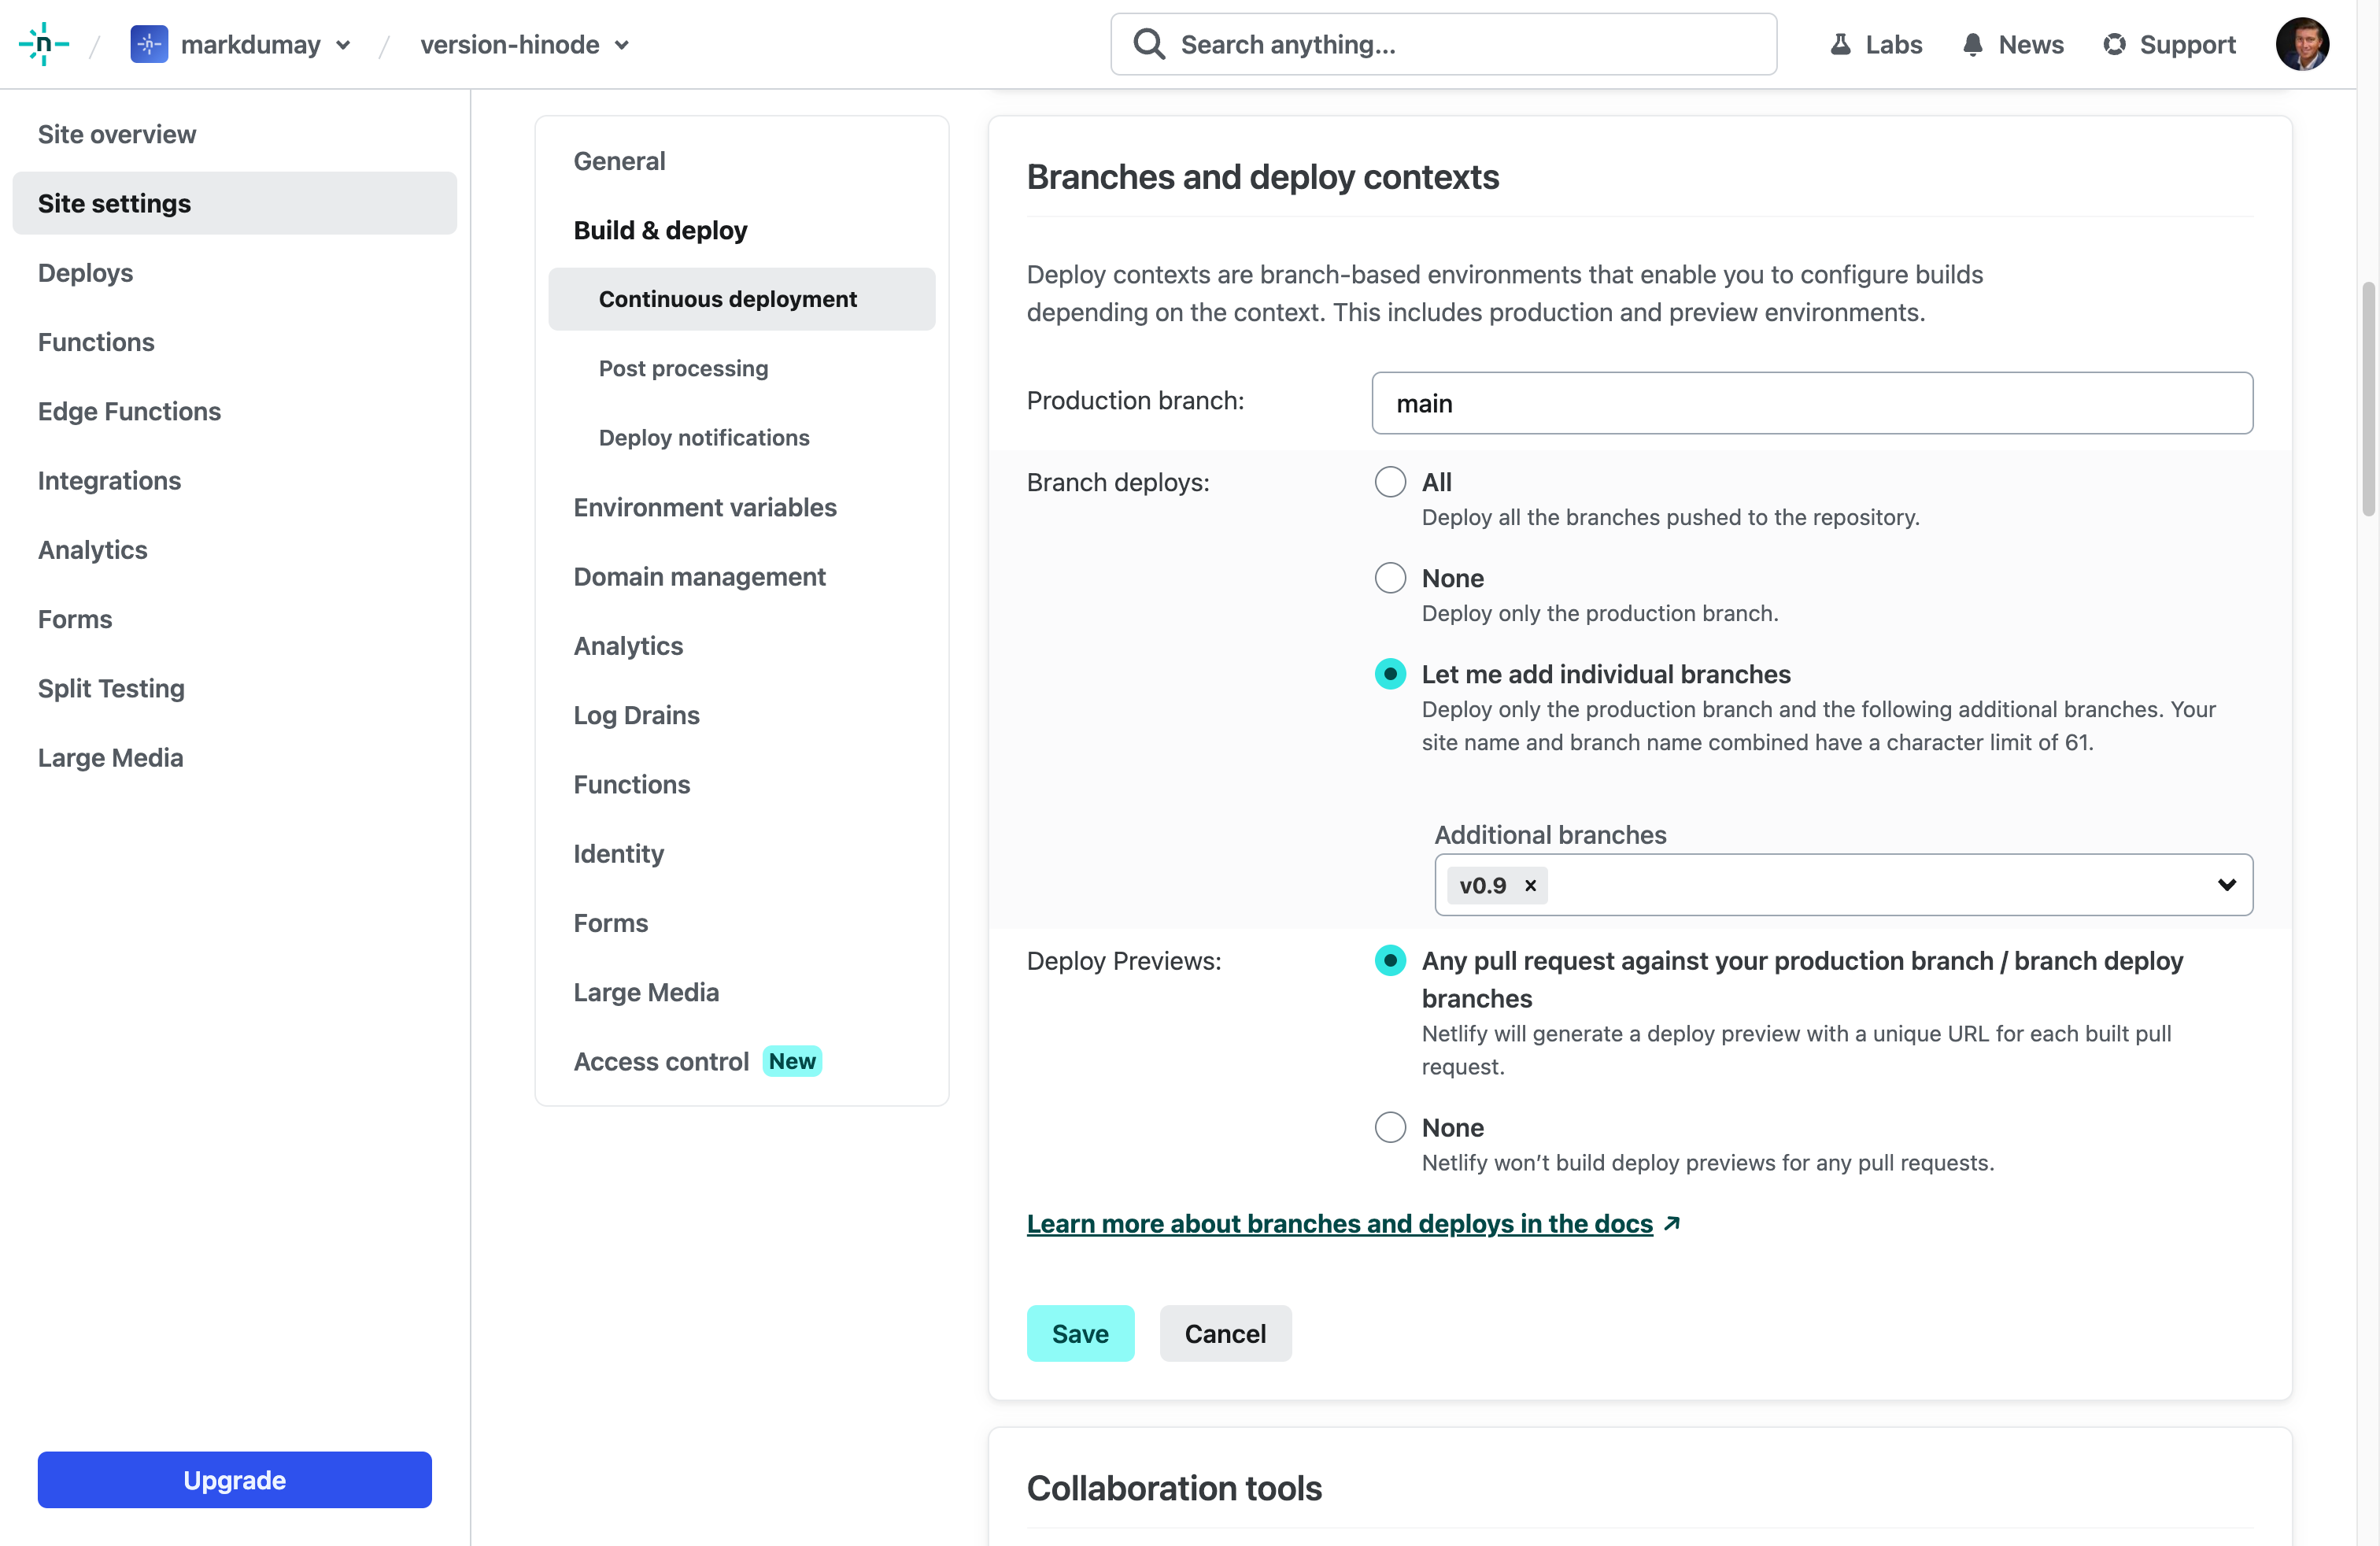 n / markdumay / version-hinode
Search anything...
Labs
News
Support
Site overview
Site settings
Deploys
Functions
Edge Functions
Integrations
Analytics
Forms
Split Testing
Large Media
Upgrade
General
Build & deploy
Continuous deployment
Post processing
Deploy notifications
Environment variables
Domain management
Analytics
Log Drains
Functions
Identity
Forms
Large Media
Access control New
Branches and deploy contexts
Deploy contexts are branch-based environments that enable you to configure builds
depending on the context. This includes production and preview environments.
Production branch: main
Branch deploys:
All
Deploy all the branches pushed to the repository.
None
Deploy only the production branch.
Let me add individual branches
Deploy only the production branch and the following additional branches. Your
site name and branch name combined have a character limit of 61.
Additional branches
v0.9 ×
Deploy Previews:
Any pull request against your production branch / branch deploy
branches
Netlify will generate a deploy preview with a unique URL for each built pull
request.
None
Netlify won’t build deploy previews for any pull requests.
Learn more about branches and deploys in the docs
Save
Cancel
Collaboration tools